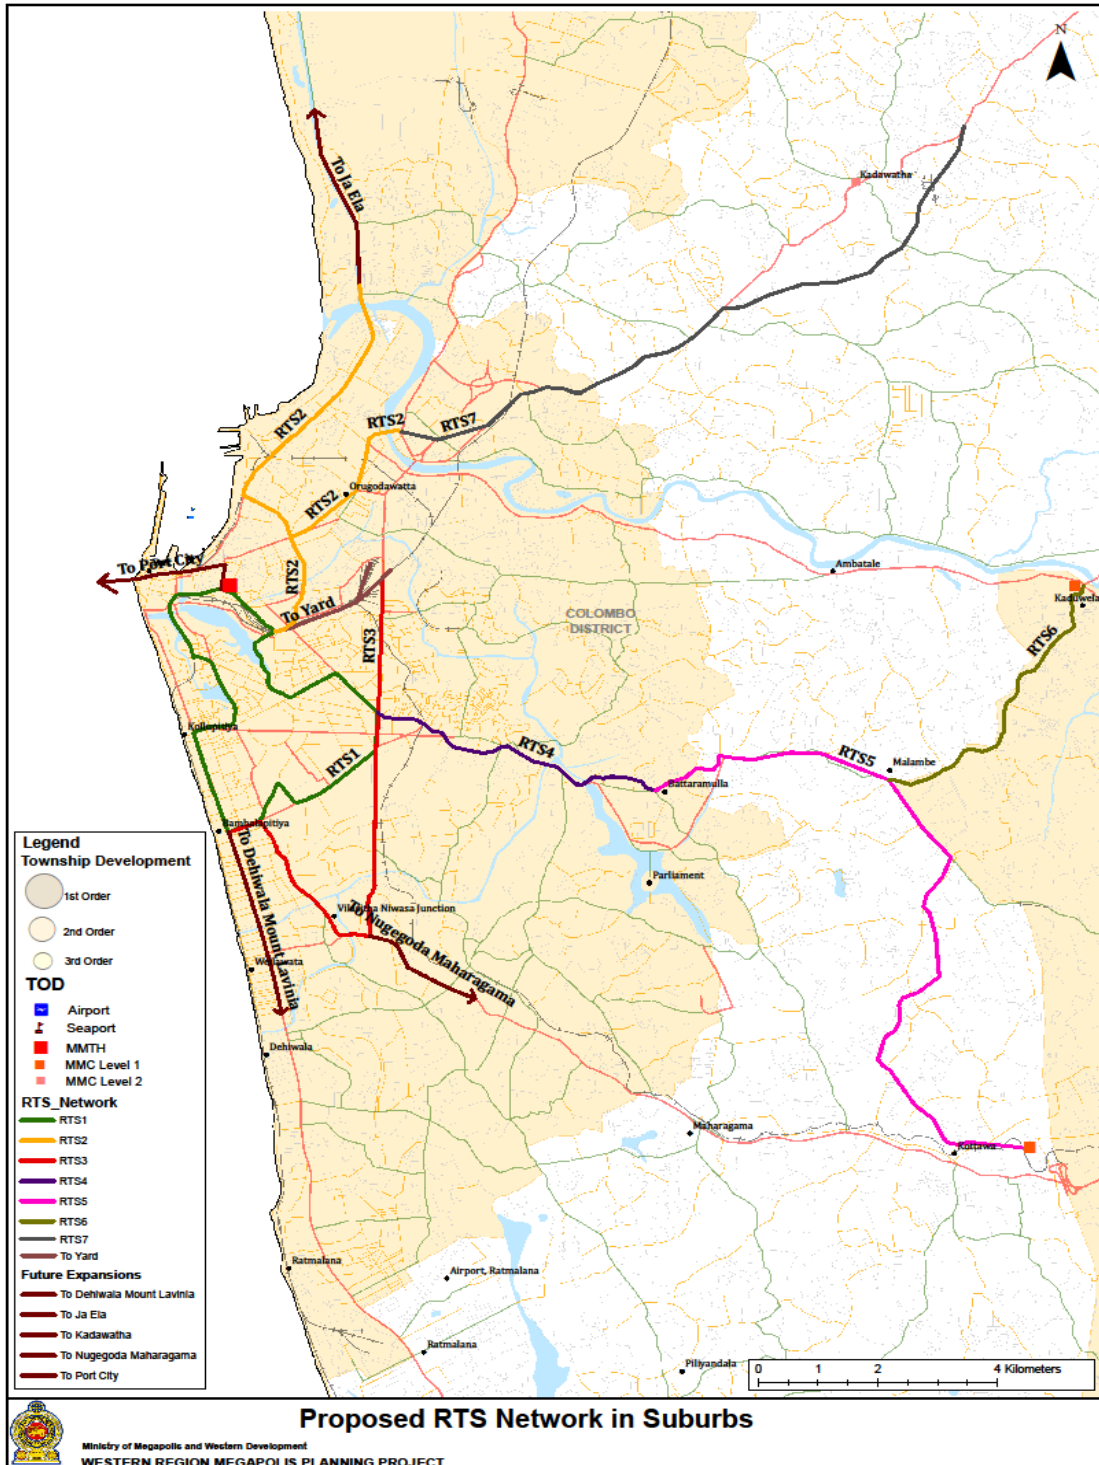 N
Kadawatha
To Ja Ela
RTS2
RTS2
RTS7
RTS2
Orugodawatta
To Port City
RTS2
To Yard
RTS3
Ambatale
Kaduwela
COLOMBO
DISTRICT
RTS6
Kollupitiya
RTS1
RTS4
RTS5
Malambe
Battaramulla
Bambalapitiya
To Dehiwala Mount Lavinia
Parliament
Niwasa Junction
To Nugegoda Maharagama
Wellawata
Dehiwala
Maharagama
Kottawa
Ratmalana
Airport, Ratmalana
Ratmalana
Piliyandala
Legend
Township Development
1st Order
2nd Order
3rd Order
TOD
Airport
Seaport
MMTH
MMC Level 1
MMC Level 2
RTS_Network
RTS1
RTS2
RTS3
RTS4
RTS5
RTS6
RTS7
To Yard
Future Expansions
To Dehiwala Mount Lavinia
To Ja Ela
To Kadawatha
To Nugegoda Maharagama
To Port City
0 1 2 4 Kilometers
Proposed RTS Network in Suburbs
Ministry of Megapolis and Western Development
WESTERN REGION MEGAPOLIS PLANNING PROJECT